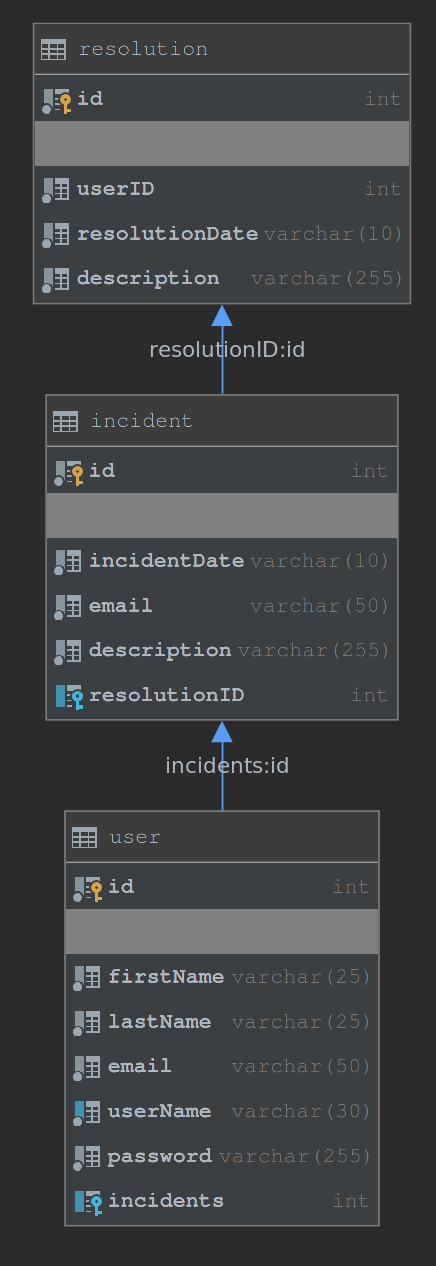 resolution
id int
userID int
resolutionDate varchar(10)
description varchar(255)
resolutionID:id
incident
id int
incidentDate varchar(10)
email varchar(50)
description varchar(255)
resolutionID int
incidents:id
user
id int
firstName varchar(25)
lastName varchar(25)
email varchar(50)
userName varchar(30)
password varchar(255)
incidents int